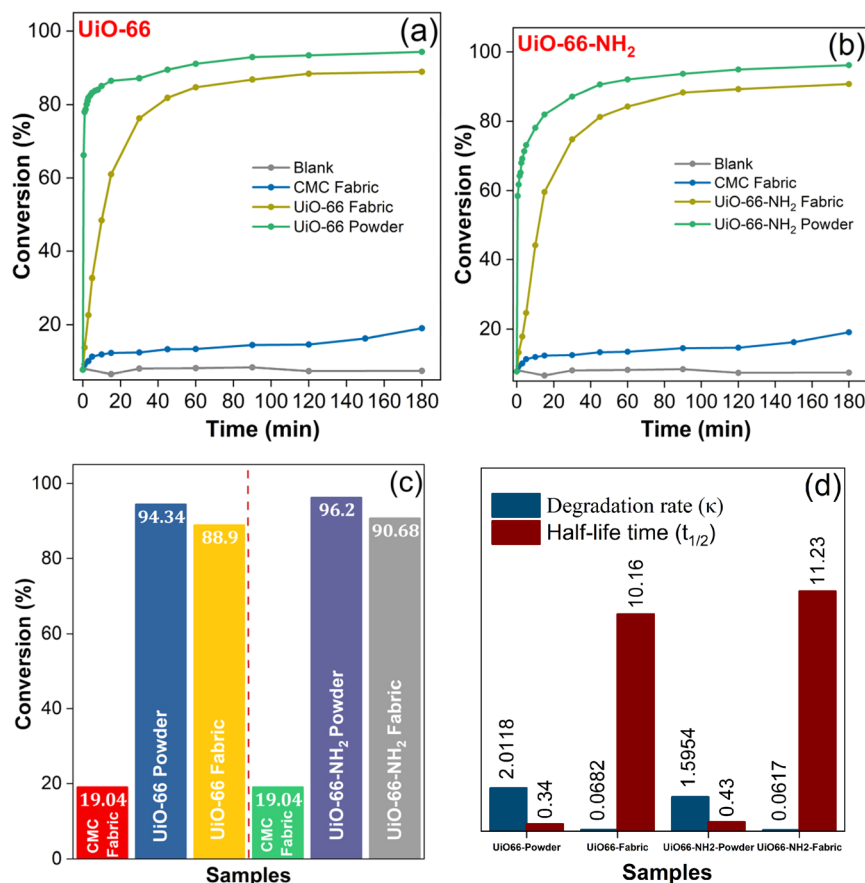 UiO-66
(a)
100
80
60
40
20
Conversion (%)
Blank
CMC Fabric
UiO-66 Fabric
UiO-66 Powder
0 20 40 60 80 100 120 140 160 180
Time (min)
UiO-66-NH2
(b)
100
80
60
40
20
Conversion (%)
Blank
CMC Fabric
UiO-66-NH2 Fabric
UiO-66-NH2 Powder
0 20 40 60 80 100 120 140 160 180
Time (min)
(c)
100
80
60
40
20
0
Conversion (%)
19.04
CMC
Fabric
94.34
UiO-66 Powder
88.9
UiO-66 Fabric
19.04
CMC
Fabric
96.2
UiO-66-NH2 Powder
90.68
UiO-66-NH2 Fabric
Samples
(d)
Degradation rate (κ)
Half-life time (t1/2)
2.0118
0.34
0.0682
10.16
1.5954
0.43
0.0617
11.23
UiO66-Powder UiO66-Fabric UiO66-NH2-Powder UiO66-NH2-Fabric
Samples